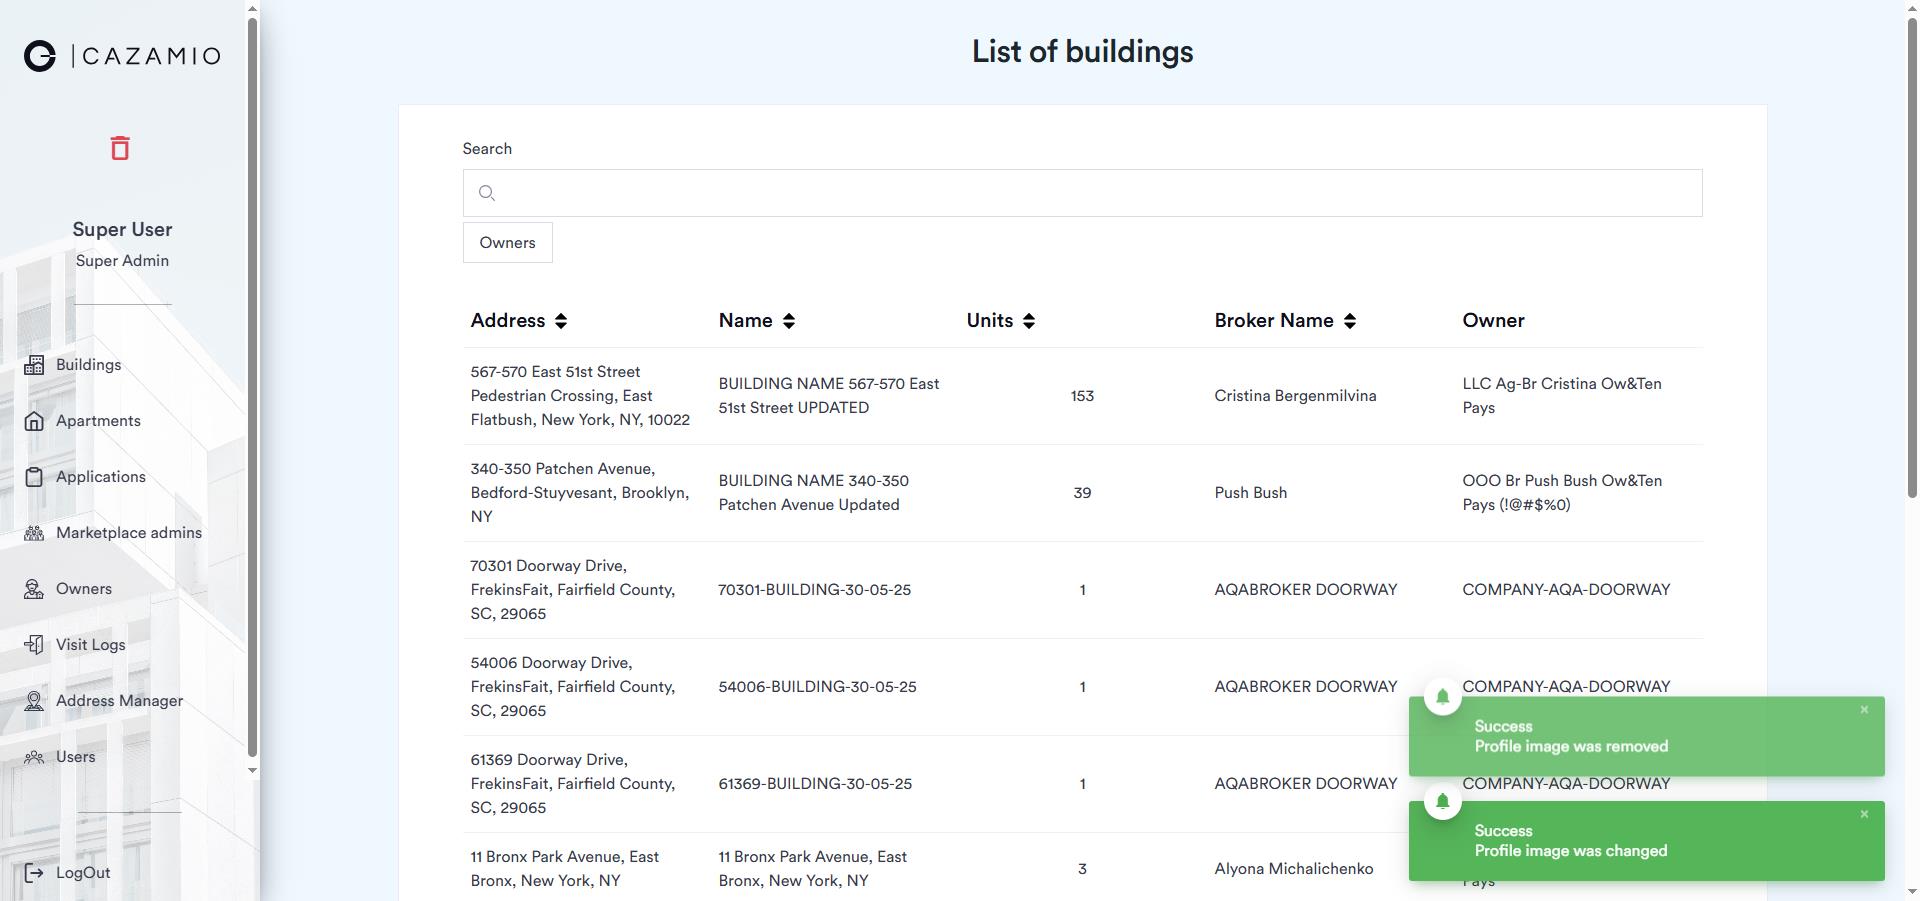 CAZAMIO
Super User
Super Admin
Buildings
Apartments
Applications
Marketplace admins
Owners
Visit Logs
Address Manager
Users
LogOut
List of buildings
Search
Owners
Address Name Units Broker Name Owner
567-570 East 51st Street
Pedestrian Crossing, East
Flatbush, New York, NY, 10022
BUILDING NAME 567-570 East
51st Street UPDATED
153
Cristina Bergenmilvina
LLC Ag-Br Cristina Ow&Ten
Pays
340-350 Patchen Avenue,
Bedford-Stuyvesant, Brooklyn,
NY
BUILDING NAME 340-350
Patchen Avenue Updated
39
Push Bush
OOO Br Push Bush Ow&Ten
Pays (!@#$%0)
70301 Doorway Drive,
FrekinsFait, Fairfield County,
SC, 29065
70301-BUILDING-30-05-25
1
AQABROKER DOORWAY
COMPANY-AQA-DOORWAY
54006 Doorway Drive,
FrekinsFait, Fairfield County,
SC, 29065
54006-BUILDING-30-05-25
1
AQABROKER DOORWAY
COMPANY-AQA-DOORWAY
61369 Doorway Drive,
FrekinsFait, Fairfield County,
SC, 29065
61369-BUILDING-30-05-25
1
AQABROKER DOORWAY
COMPANY-AQA-DOORWAY
11 Bronx Park Avenue, East
Bronx, New York, NY
11 Bronx Park Avenue, East
Bronx, New York, NY
3
Alyona Michalichenko
Pays
Success
Profile image was removed
Success
Profile image was changed